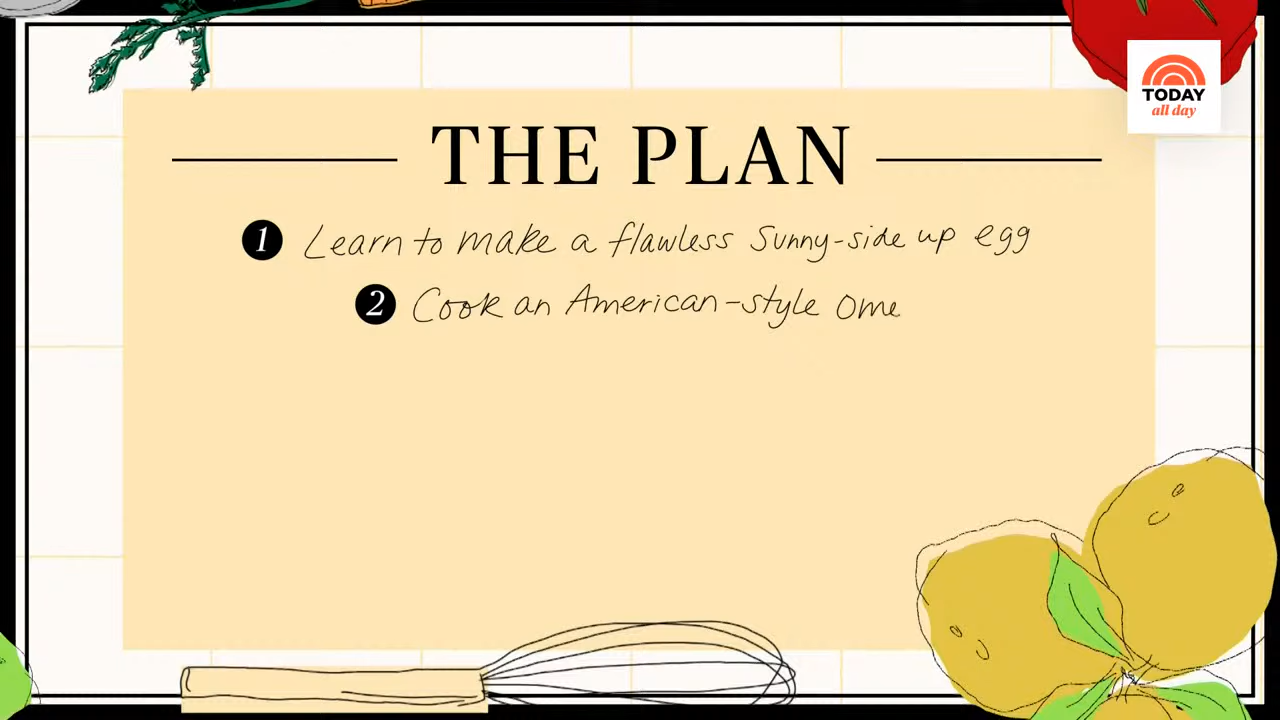 TODAY
all day
THE PLAN
1 Learn to make a flawless Sunny-side up egg
2 Cook an American-style Ome